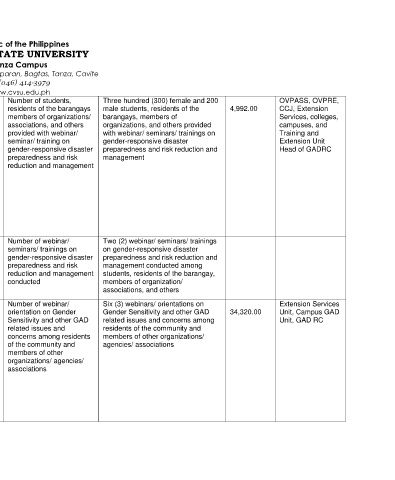 c of the Philippines
TATE UNIVERSITY
nza Campus
paron, Bagtas, Tanza, Cavite
(046) 414-3979
w.cvsu.edu.ph
Number of students,
residents of the barangays
members of organizations/
associations, and others
provided with webinar/
seminar/ training on
gender-responsive disaster
preparedness and risk
reduction and management
Three hundred (300) female and 200
male students, residents of the
barangays, members of
organizations, and others provided
with webinar/ seminars/ trainings on
gender-responsive disaster
preparedness and risk reduction and
management
4,992.00
OVPASS, OVPRE,
CCJ, Extension
Services, colleges,
campuses, and
Training and
Extension Unit
Head of GADRC
Number of webinar/
seminars/ trainings on
gender-responsive disaster
preparedness and risk
reduction and management
conducted
Two (2) webinar/ seminars/ trainings
on gender-responsive disaster
preparedness and risk reduction and
management conducted among
students, residents of the barangay,
members of organization/
associations, and others
Number of webinar/
orientation on Gender
Sensitivity and other GAD
related issues and
concerns among residents
of the community and
members of other
organizations/ agencies/
associations
Six (3) webinars/ orientations on
Gender Sensitivity and other GAD
related issues and concerns among
residents of the community and
members of other organizations/
agencies/ associations
34,320.00
Extension Services
Unit, Campus GAD
Unit, GAD RC